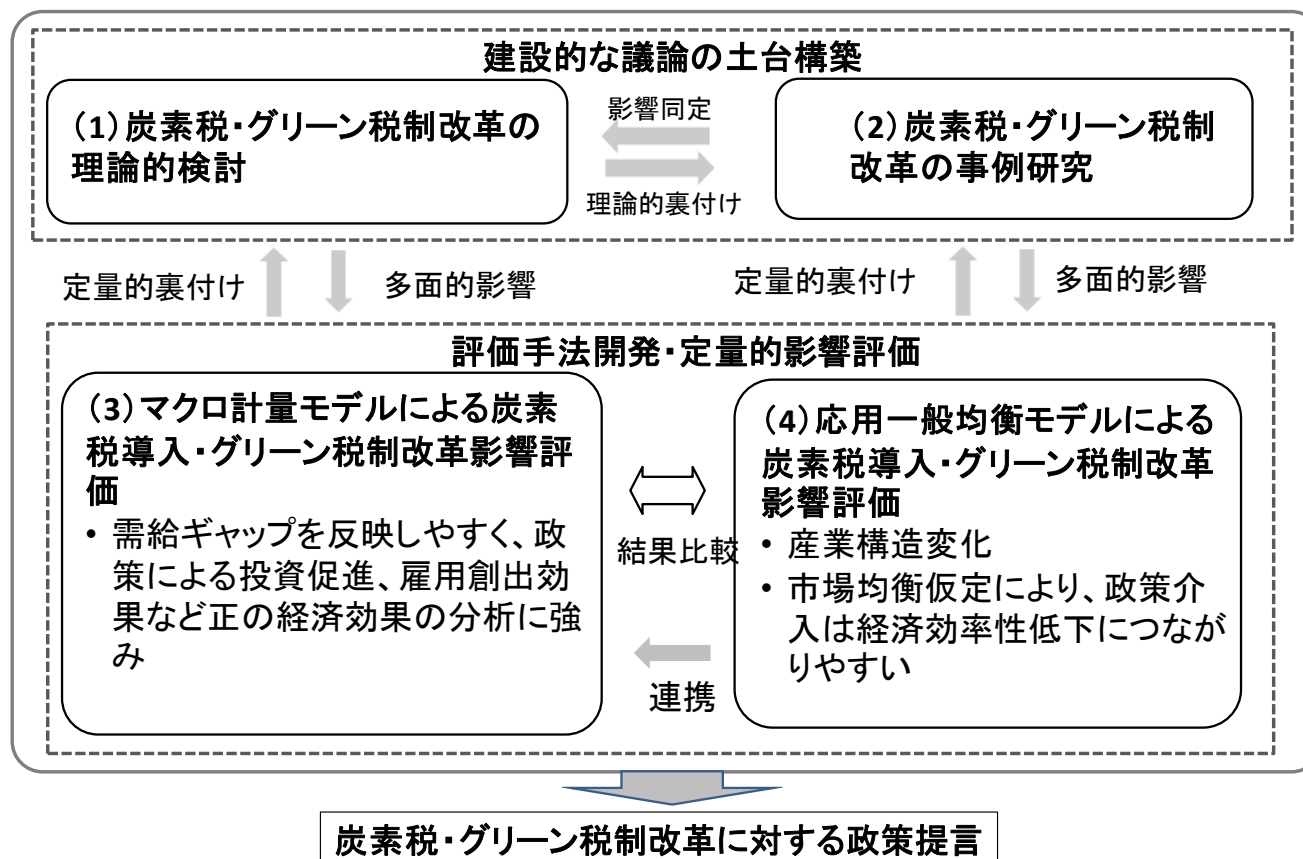 建設的な議論の土台構築
(1)炭素税・グリーン税制改革の
理論的検討
影響同定
理論的裏付け
(2)炭素税・グリーン税制
改革の事例研究
定量的裏付け
多面的影響
定量的裏付け
多面的影響
評価手法開発・定量的影響評価
(3)マクロ計量モデルによる炭素
税導入・グリーン税制改革影響評
価
• 需給ギャップを反映しやすく、政
策による投資促進、雇用創出効
果など正の経済効果の分析に強
み
結果比較
連携
(4)応用一般均衡モデルによる
炭素税導入・グリーン税制改革
影響評価
• 産業構造変化
• 市場均衡仮定により、政策介
入は経済効率性低下につなが
りやすい
炭素税・グリーン税制改革に対する政策提言